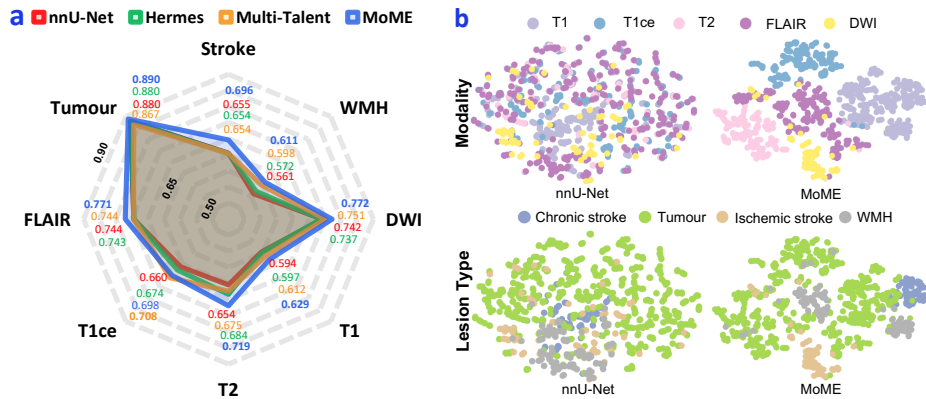 a nnU-Net Hermes Multi-Talent MoME
Stroke
0.890
0.880
0.880
0.867
Tumour
0.696
0.655
0.654
0.654
WMH
0.611
0.598
0.572
0.561
0.90
0.65
0.50
FLAIR
0.771
0.744
0.744
0.743
DWI
0.772
0.751
0.742
0.737
0.660
0.674
0.698
0.708
T1ce
0.594
0.597
0.612
0.629
T1
0.654
0.675
0.684
0.719
T2
b T1 T1ce T2 FLAIR DWI
Modality
nnU-Net MoME
Chronic stroke Tumour Ischemic stroke WMH
Lesion Type
nnU-Net MoME